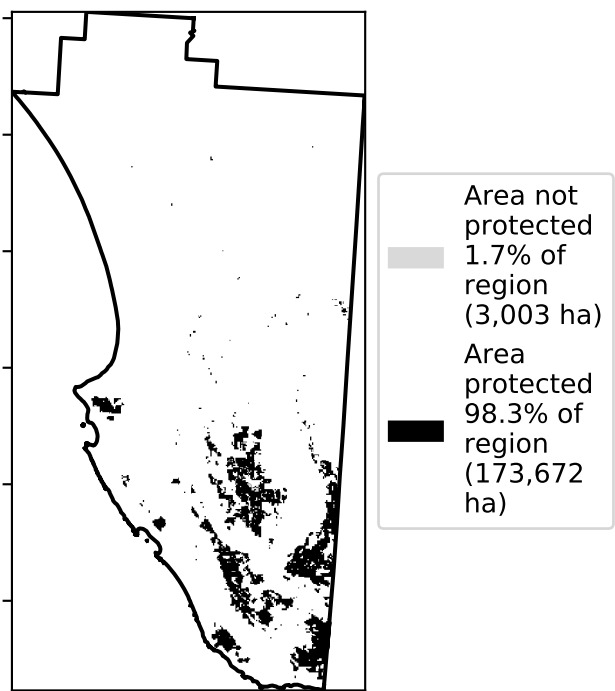 Area not
protected
1.7% of
region
(3,003 ha)
Area
protected
98.3% of
region
(173,672
ha)